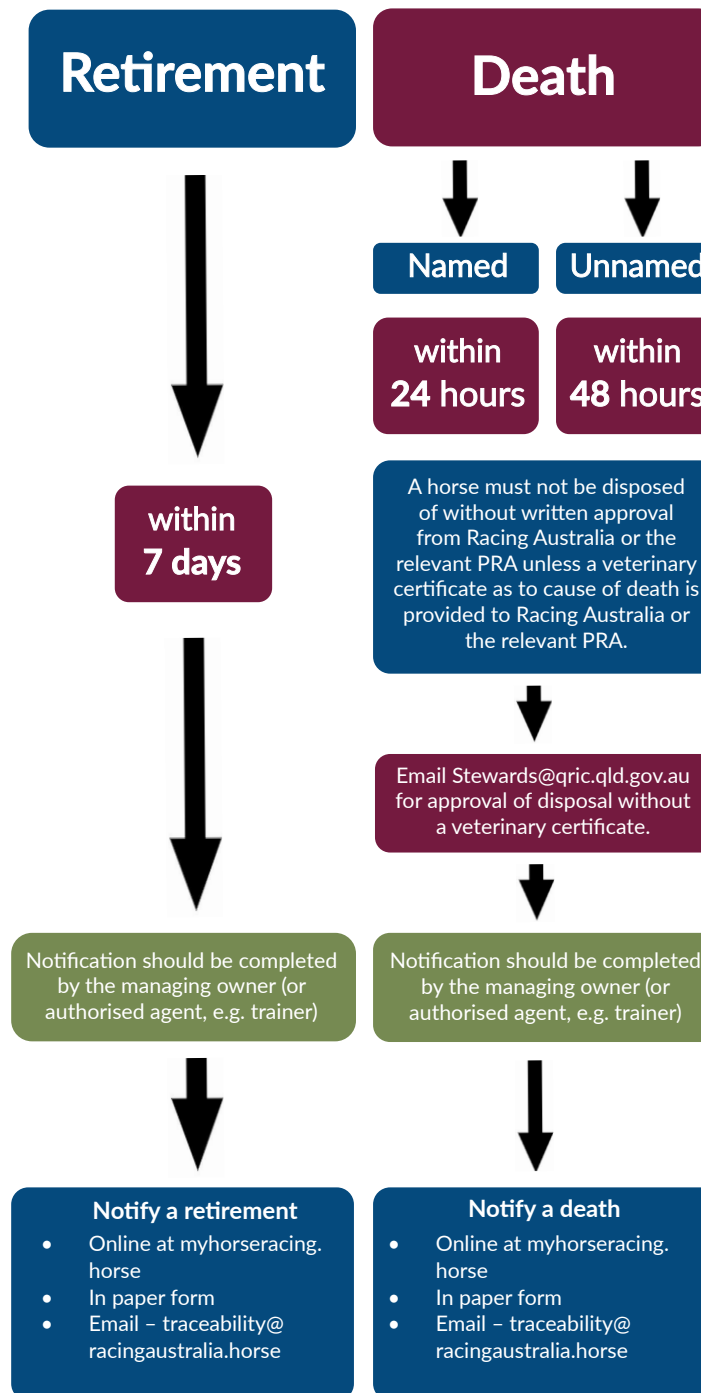 Retirement
within
7 days
Notification should be completed
by the managing owner (or
authorised agent, e.g. trainer)
Notify a retirement
• Online at myhorseracing.
horse
• In paper form
• Email – traceability@
racingaustralia.horse
Death
Named
within
24 hours
Unnamed
within
48 hours
A horse must not be disposed
of without written approval
from Racing Australia or the
relevant PRA unless a veterinary
certificate as to cause of death is
provided to Racing Australia or
the relevant PRA.
Email Stewards@qric.qld.gov.au
for approval of disposal without
a veterinary certificate.
Notification should be completed
by the managing owner (or
authorised agent, e.g. trainer)
Notify a death
• Online at myhorseracing.
horse
• In paper form
• Email – traceability@
racingaustralia.horse